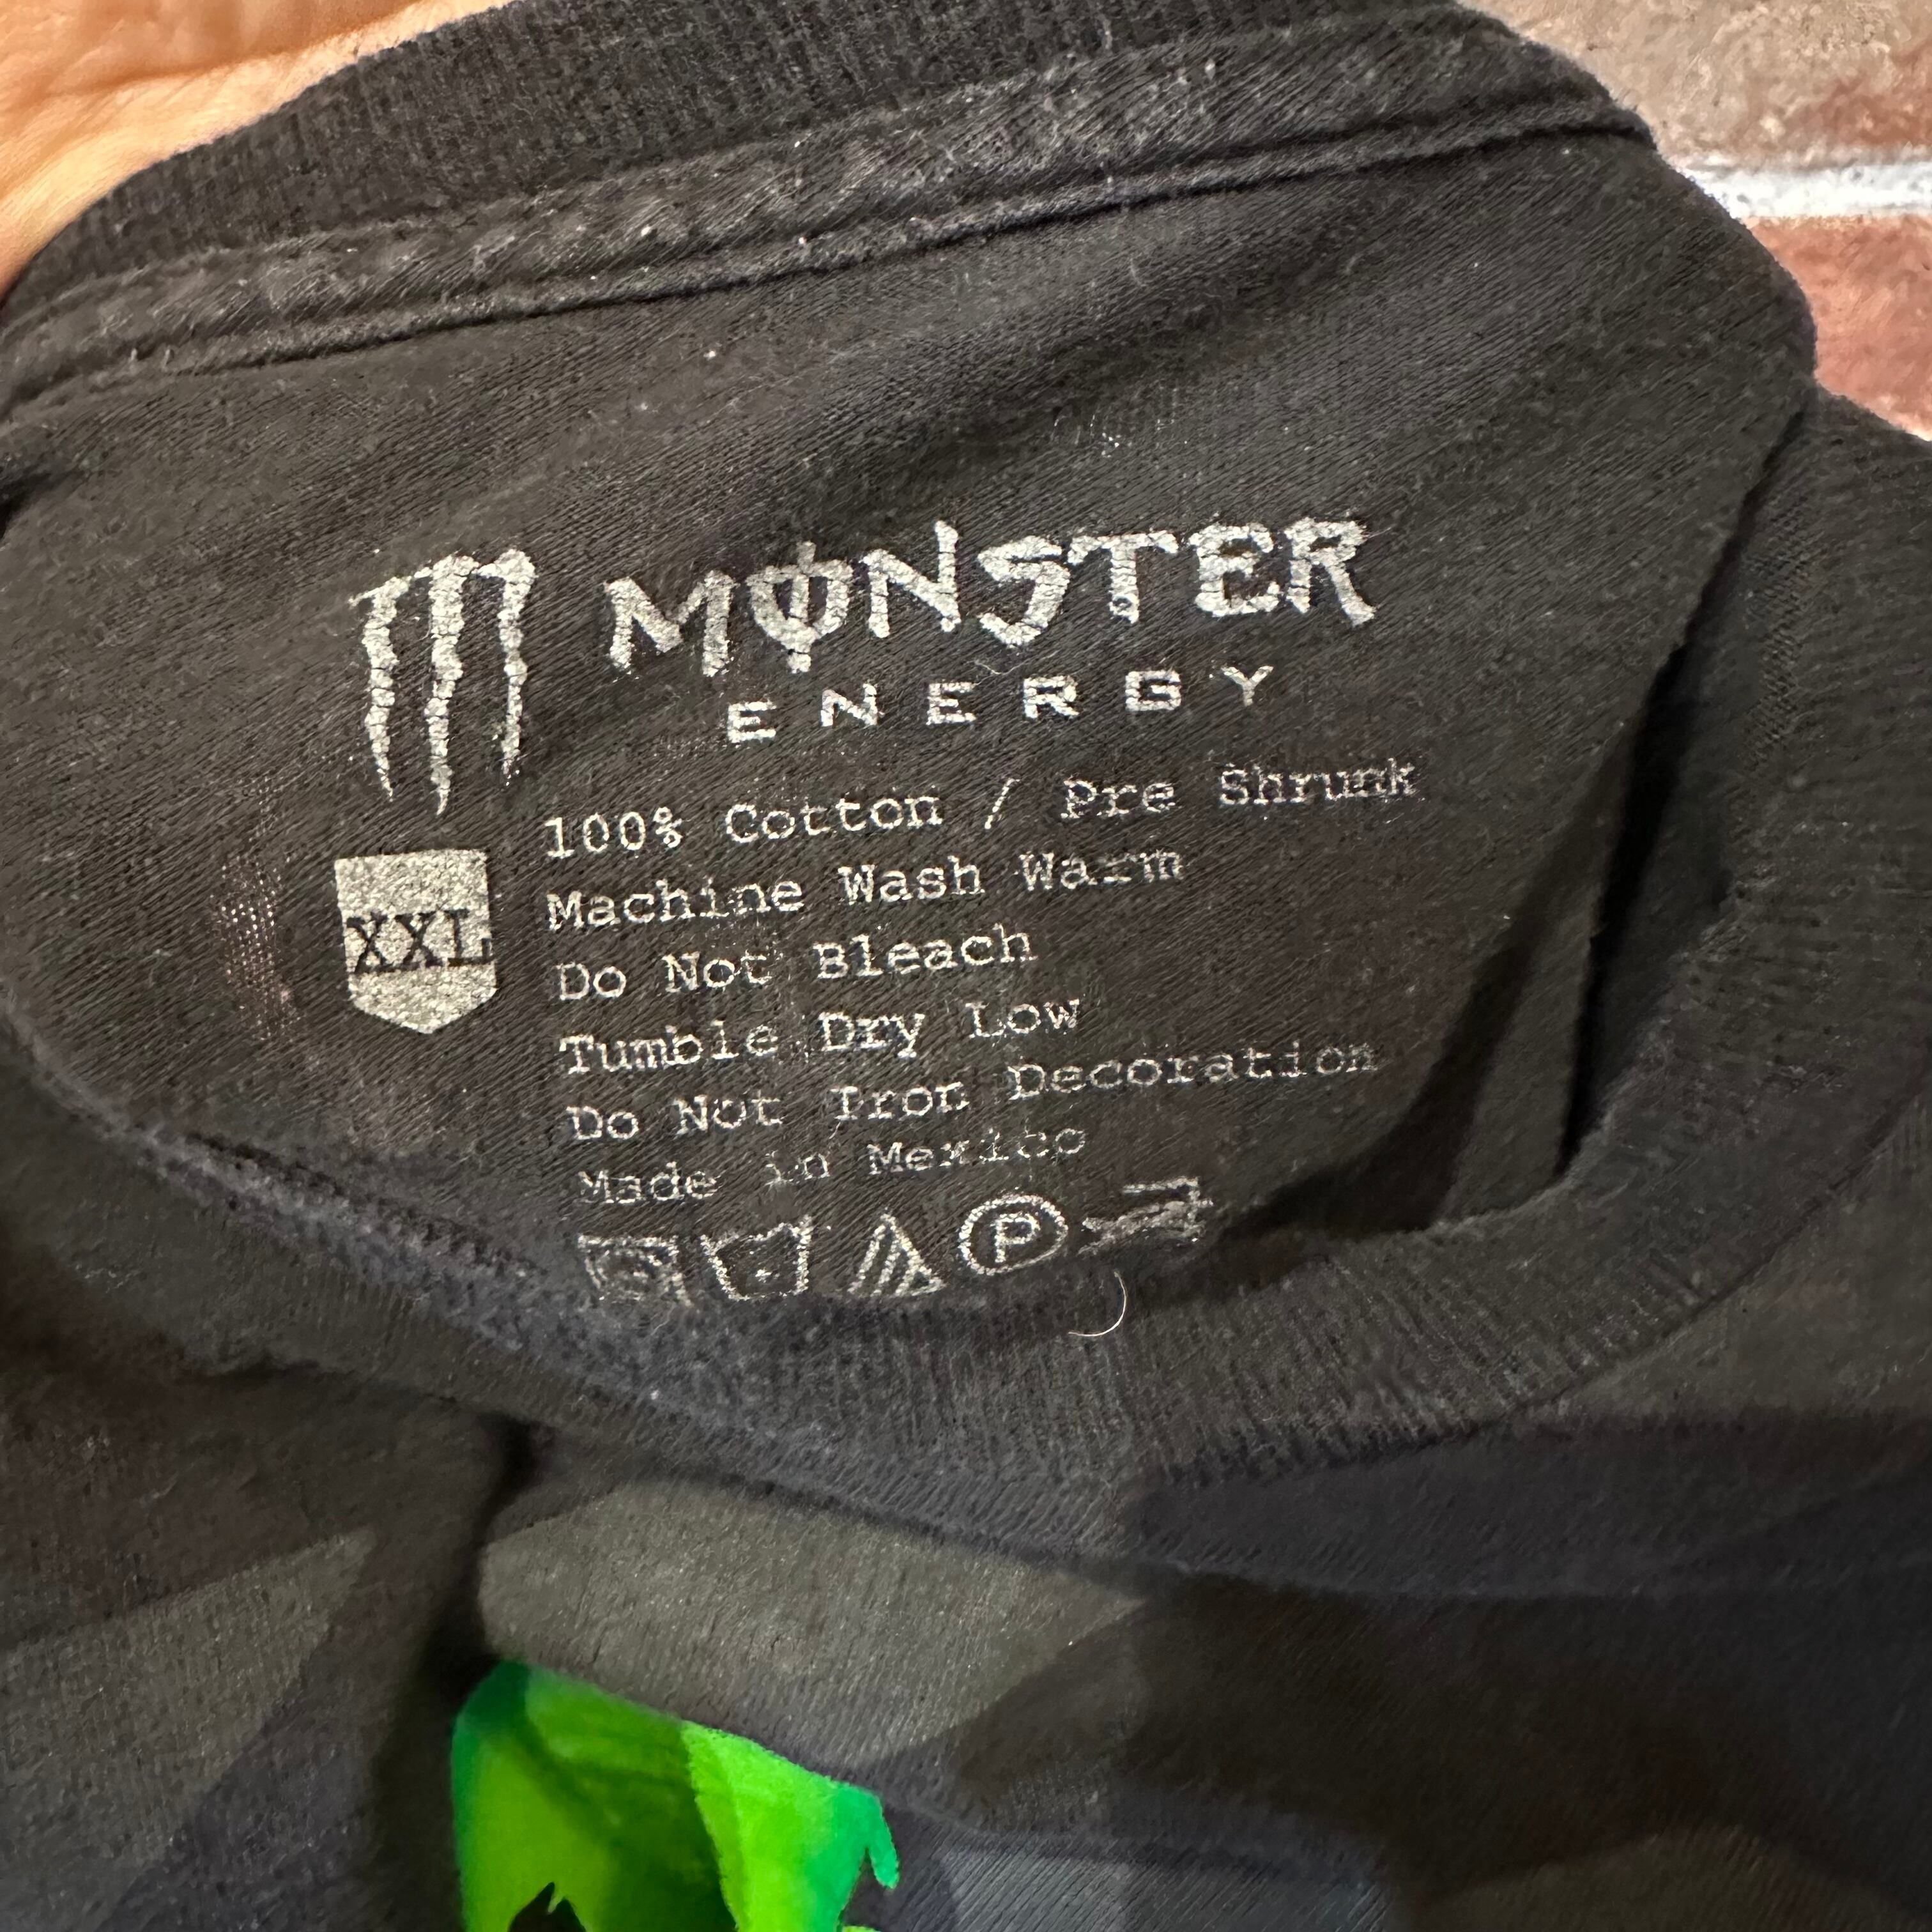 MONSTER
ENERGY
100% Cotton / Pre Shrunk
XXL
Machine Wash Warm
Do Not Bleach
Tumble Dry Low
Do Not Iron Decoration
Made in Mexico
P